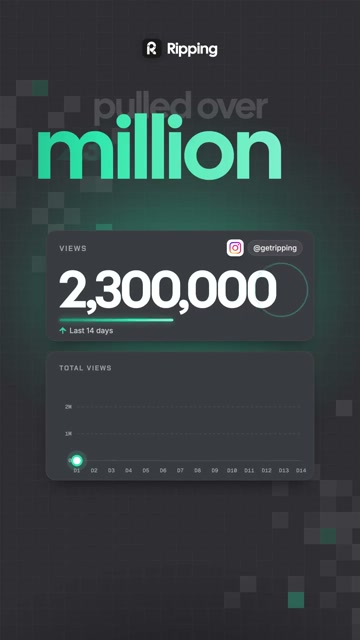 Ripping
pulled over
million
VIEWS
@getripping
2,300,000
Last 14 days
TOTAL VIEWS
2M
1M
D1 D2 D3 D4 D5 D6 D7 D8 D9 D10 D11 D12 D13 D14